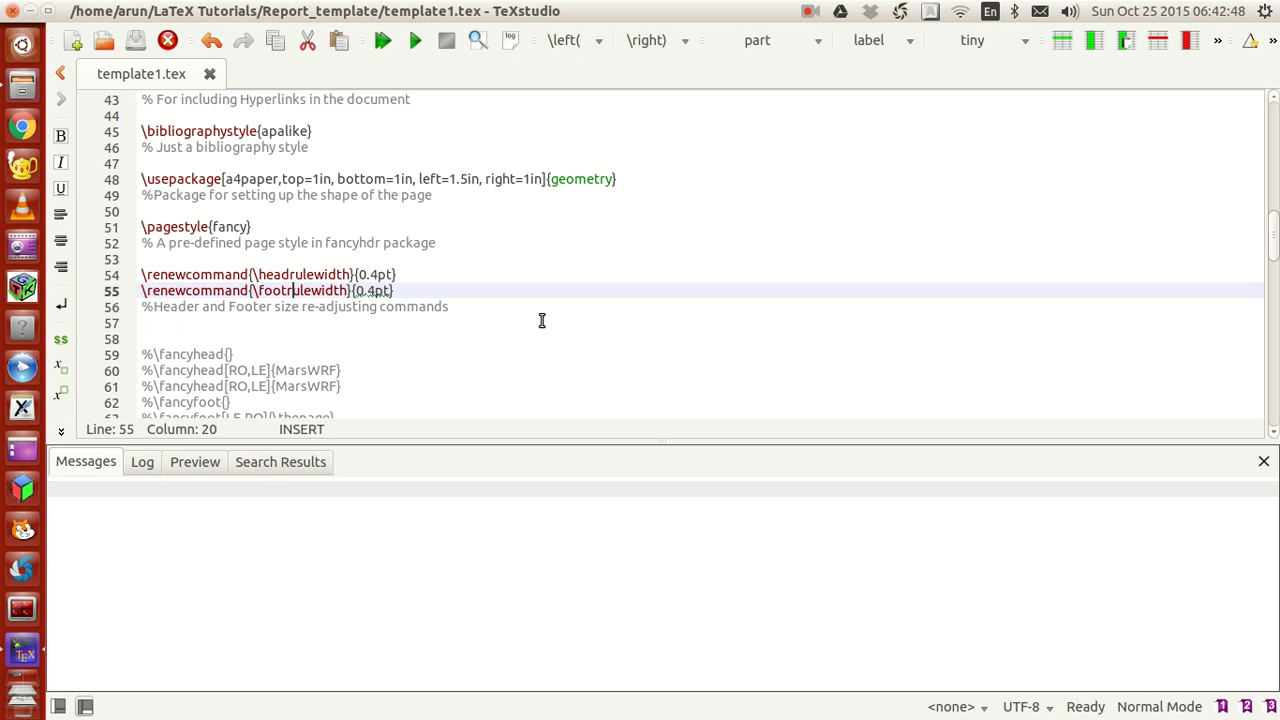 /home/arun/LaTeX Tutorials/Report_template/template1.tex - TeXstudio
En
Sun Oct 25 2015 06:42:48
\left(
\right)
part
label
tiny
»
»
template1.tex
43 % For including Hyperlinks in the document
44
45 \bibliographystyle{apalike}
46 % Just a bibliography style
47
48 \usepackage[a4paper,top=1in, bottom=1in, left=1.5in, right=1in]{geometry}
49 %Package for setting up the shape of the page
50
51 \pagestyle{fancy}
52 % A pre-defined page style in fancyhdr package
53
54 \renewcommand{\headrulewidth}{0.4pt}
55 \renewcommand{\footrulewidth}{0.4pt}
56 %Header and Footer size re-adjusting commands
57
58
59 %\fancyhead{}
60 %\fancyhead[RO,LE]{MarsWRF}
61 %\fancyhead[RO,LE]{MarsWRF}
62 %\fancyfoot{}
B
I
U
$$
Line: 55 Column: 20 INSERT
Messages
Log
Preview
Search Results
<none>
UTF-8
Ready
Normal Mode